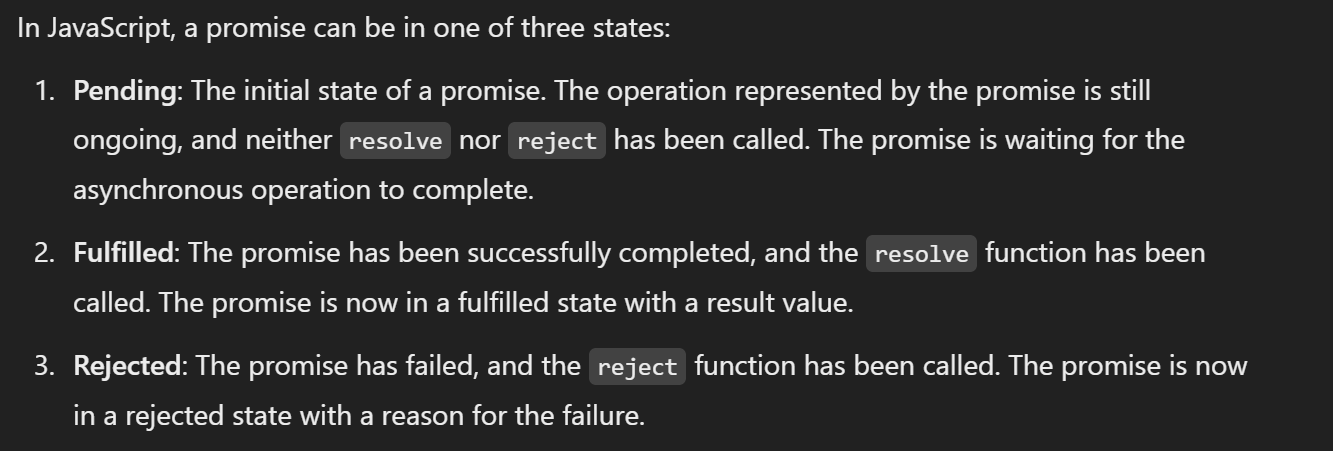 In JavaScript, a promise can be in one of three states:
1. Pending: The initial state of a promise. The operation represented by the promise is still
ongoing, and neither resolve nor reject has been called. The promise is waiting for the
asynchronous operation to complete.
2. Fulfilled: The promise has been successfully completed, and the resolve function has been
called. The promise is now in a fulfilled state with a result value.
3. Rejected: The promise has failed, and the reject function has been called. The promise is now
in a rejected state with a reason for the failure.